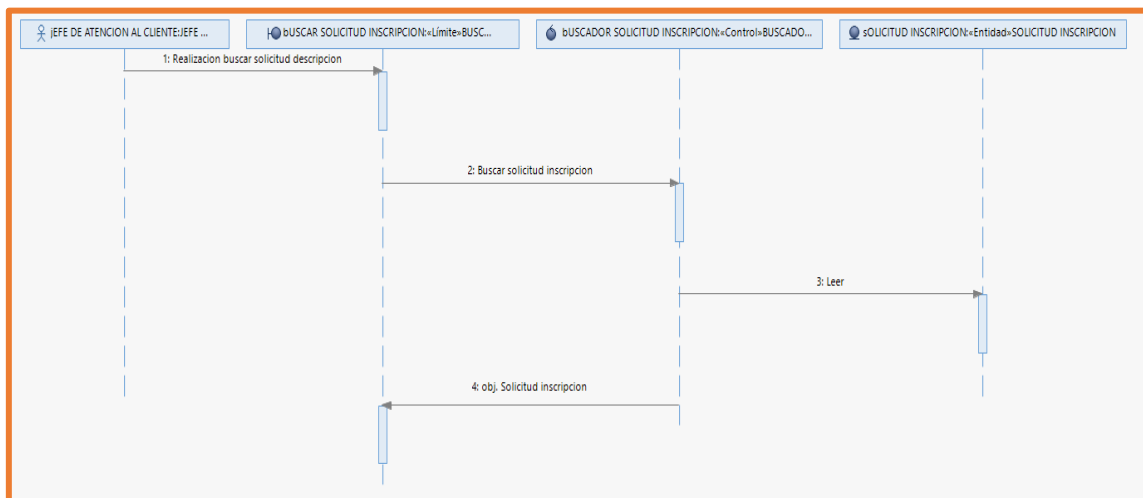 jEFE DE ATENCION AL CLIENTE:JEFE ...
bUSCAR SOLICITUD INSCRIPCION:«Límite»BUSC...
bUSCADOR SOLICITUD INSCRIPCION:«Control»BUSCADO...
sOLICITUD INSCRIPCION:«Entidad»SOLICITUD INSCRIPCION
1: Realizacion buscar solicitud descripcion
2: Buscar solicitud inscripcion
3: Leer
4: obj. Solicitud inscripcion